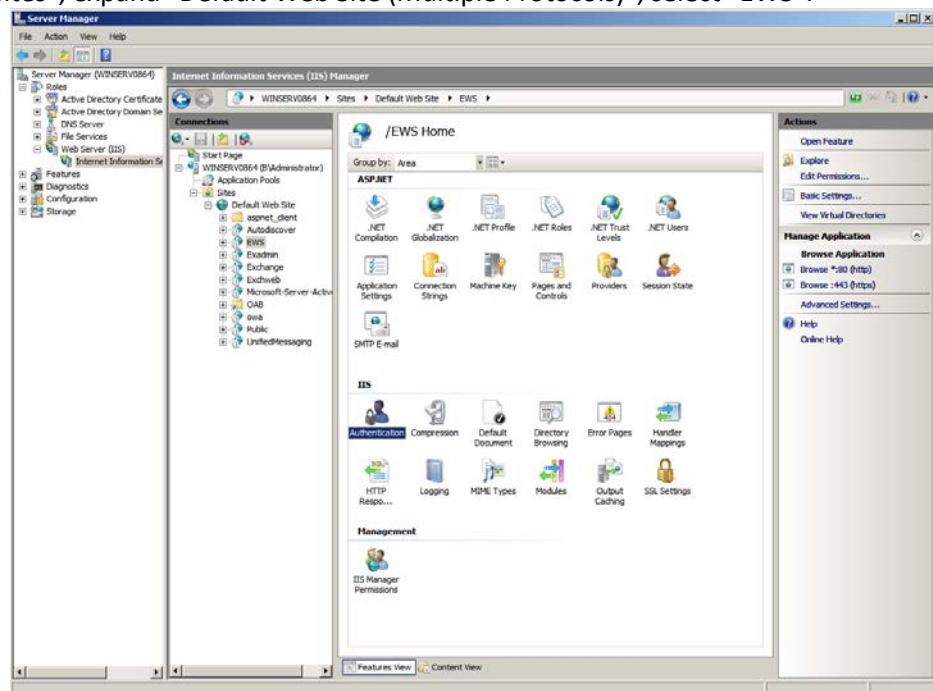 ites", expand "Default Web Site (Multiple Protocols)", select "EWS".
Server Manager
File Action View Help
Server Manager (WINSERV0864)
Roles
Active Directory Certificate
Active Directory Domain Se
DNS Server
File Services
Web Server (IIS)
Internet Information Se
Features
Diagnostics
Configuration
Storage
Internet Information Services (IIS) Manager
WINSERV0864 Sites Default Web Site EWS
Connections
Start Page
WINSERV0864 (B\Administrator)
Application Pools
Sites
Default Web Site
aspnet_client
Autodiscover
EWS
Exadmin
Exchange
Exchweb
Microsoft-Server-Active
OAB
owa
Public
UnifiedMessaging
/EWS Home
Group by: Area
ASP.NET
.NET Compilation
.NET Globalization
.NET Profile
.NET Roles
.NET Trust Levels
.NET Users
Application Settings
Connection Strings
Machine Key
Pages and Controls
Providers
Session State
SMTP E-mail
IIS
Authentication
Compression
Default Document
Directory Browsing
Error Pages
Handler Mappings
HTTP Respo...
Logging
MIME Types
Modules
Output Caching
SSL Settings
Management
IIS Manager Permissions
Features View Content View
Actions
Open Feature
Explore
Edit Permissions...
Basic Settings...
View Virtual Directories
Manage Application
Browse Application
Browse *:80 (http)
Browse :443 (https)
Advanced Settings...
Help
Online Help